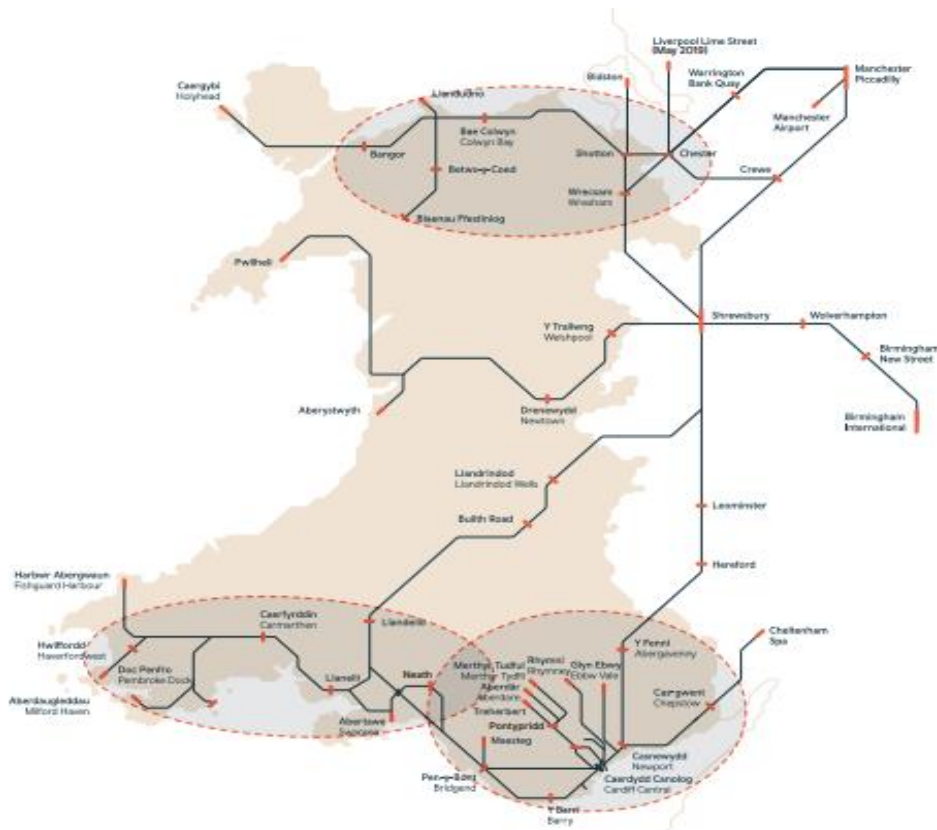 Liverpool Lime Street
(May 2019)
Bidston
Warrington
Bank Quay
Manchester
Piccadilly
Manchester
Airport
Caergybi
Holyhead
Llandudno
Bae Colwyn
Colwyn Bay
Bangor
Shotton
Chester
Crewe
Betws-y-Coed
Wrecsam
Wrexham
Blaenau Ffestiniog
Pwllheli
Shrewsbury
Wolverhampton
Y Trallwng
Welshpool
Birmingham
New Street
Aberystwyth
Drenewydd
Newtown
Birmingham
International
Llandrindod
Llandrindod Wells
Builth Road
Leominster
Hereford
Harbwr Abergwaun
Fishguard Harbour
Caerfyrddin
Carmarthen
Llandeilo
Cheltenham
Spa
Hwlffordd
Haverfordwest
Doc Penfro
Pembroke Dock
Aberdaugleddau
Milford Haven
Llanelli
Neath
Abertawe
Swansea
Merthyr Tudful
Merthyr Tydfil
Rhymni
Rhymney
Glyn Ebwy
Ebbw Vale
Y Fenni
Abergavenny
Aberdâr
Aberdare
Treherbert
Pontypridd
Maesteg
Cas-gwent
Chepstow
Casnewydd
Newport
Pen-y-Bont
Bridgend
Caerdydd Canolog
Cardiff Central
Y Barri
Barry